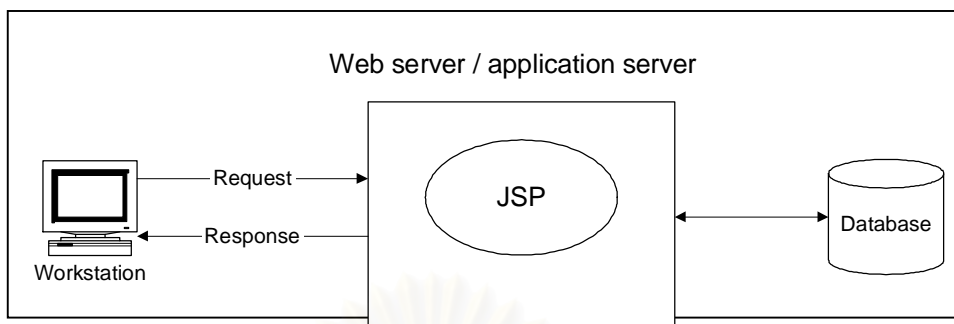 Web server / application server
Request
JSP
Response
Database
Workstation